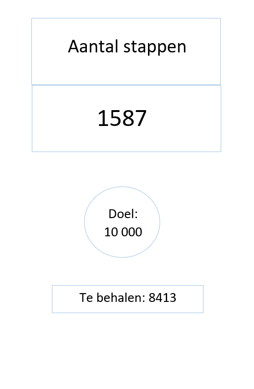 Aantal stappen
1587
Doel:
10 000
Te behalen: 8413